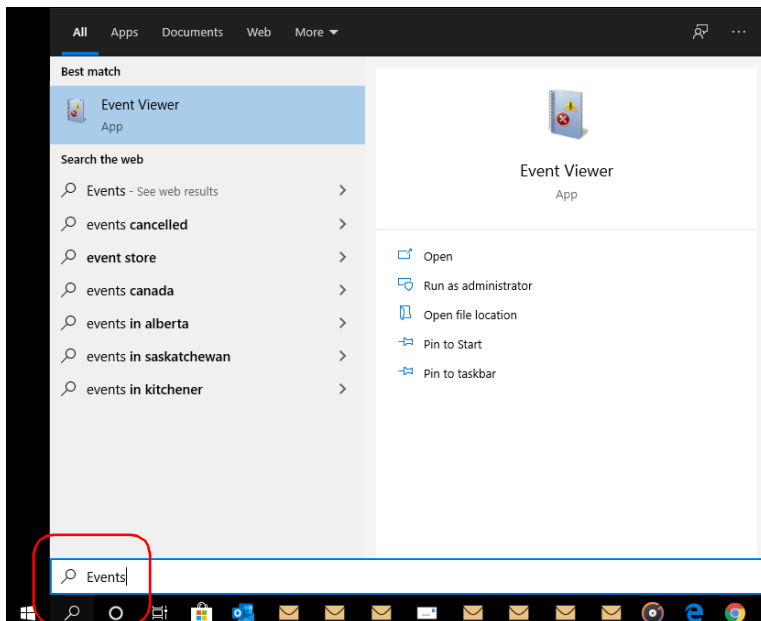 All Apps Documents Web More
Best match
Event Viewer
App
Search the web
Events - See web results
events cancelled
event store
events canada
events in alberta
events in saskatchewan
events in kitchener
Event Viewer
App
Open
Run as administrator
Open file location
Pin to Start
Pin to taskbar
Events